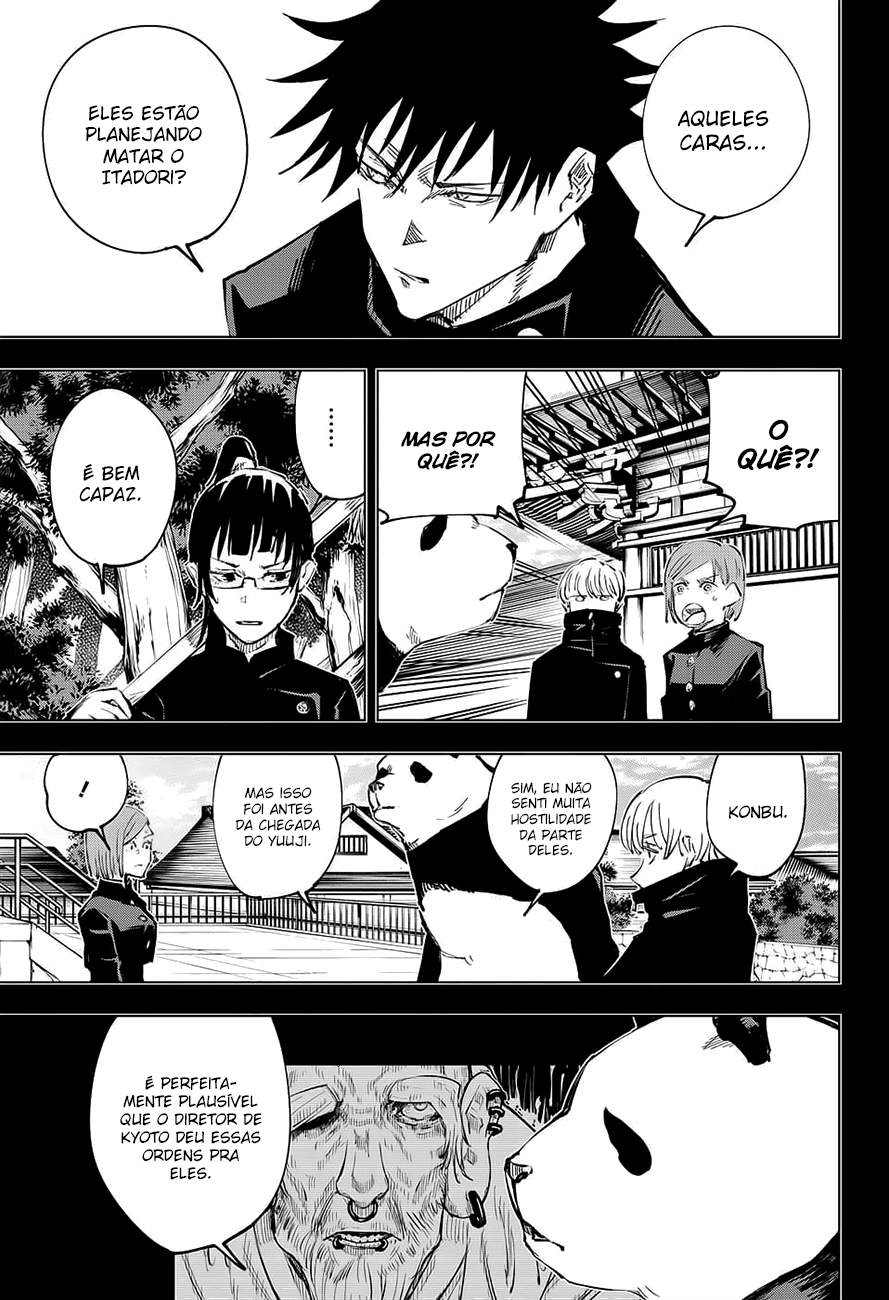 AQUELES
CARAS...
ELES ESTÃO
PLANEJANDO
MATAR O
ITADORI?
O
QUÊ?!
MAS POR
QUÊ?!
......
É BEM
CAPAZ.
KONBU.
SIM, EU NÃO
SENTI MUITA
HOSTILIDADE
DA PARTE
DELES.
MAS ISSO
FOI ANTES
DA CHEGADA
DO YUUJI.
!
É PERFEITA-
MENTE PLAUSÍVEL
QUE O DIRETOR DE
KYOTO DEU ESSAS
ORDENS PRA
ELES.